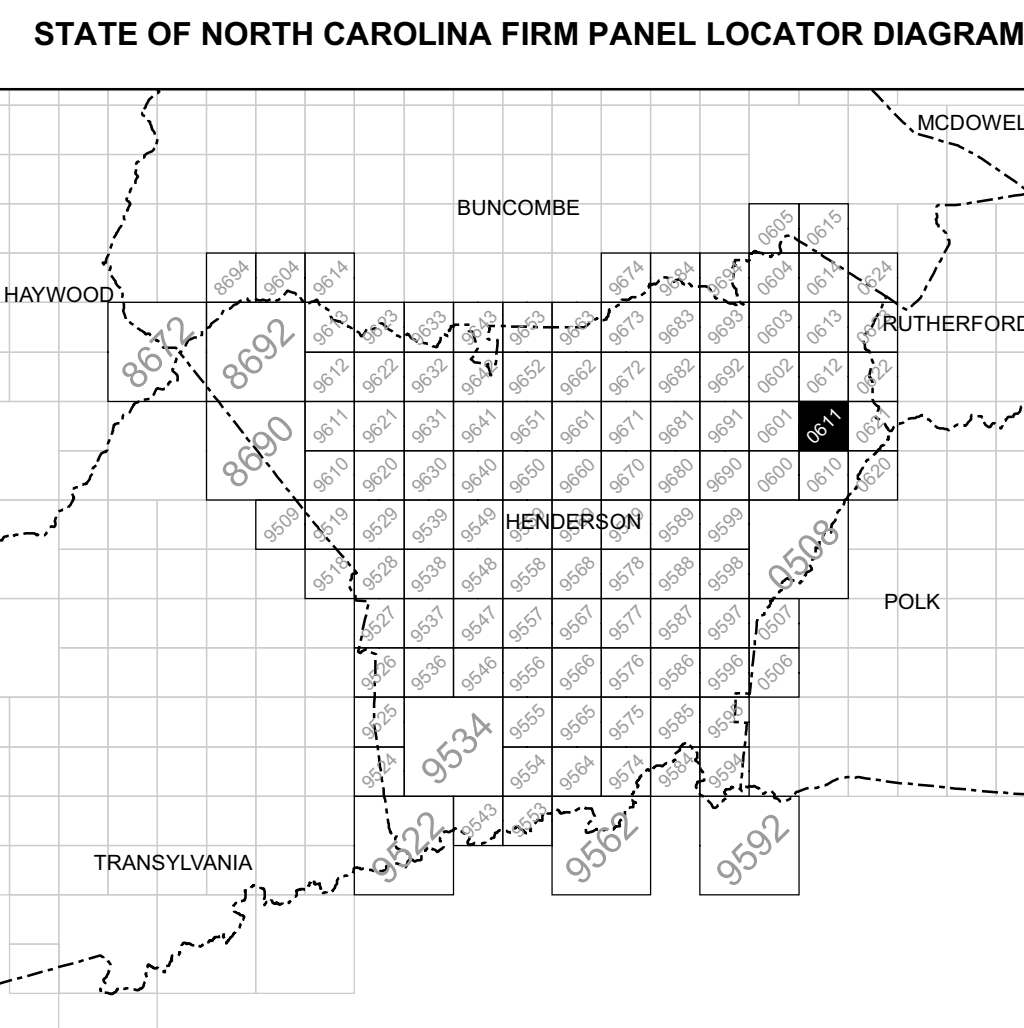 STATE OF NORTH CAROLINA FIRM PANEL LOCATOR DIAGRAM
MCDOWEL
BUNCOMBE
0605 0615
8694 9604 9614 9674 9684 9694 0604 0614 0624
HAYWOOD
8672 8692 9613 9623 9633 9643 9653 9663 9673 9683 9693 0603 0613
RUTHERFORD
9612 9622 9632 9642 9652 9662 9672 9682 9692 0602 0612 0622
8690 9611 9621 9631 9641 9651 9661 9671 9681 9691 0601 0611 0621
9610 9620 9630 9640 9650 9660 9670 9680 9690 0600 0610 0620
9509 9519 9529 9539 9549 9589 9599 0508
HENDERSON
9518 9528 9538 9548 9558 9568 9578 9588 9598
POLK
9527 9537 9547 9557 9567 9577 9587 9597 0507
9526 9536 9546 9556 9566 9576 9586 9596 0506
9525 9534 9555 9565 9575 9585 9595
9524 9554 9564 9574 9584 9594
9522 9543 9553 9562 9592
TRANSYLVANIA